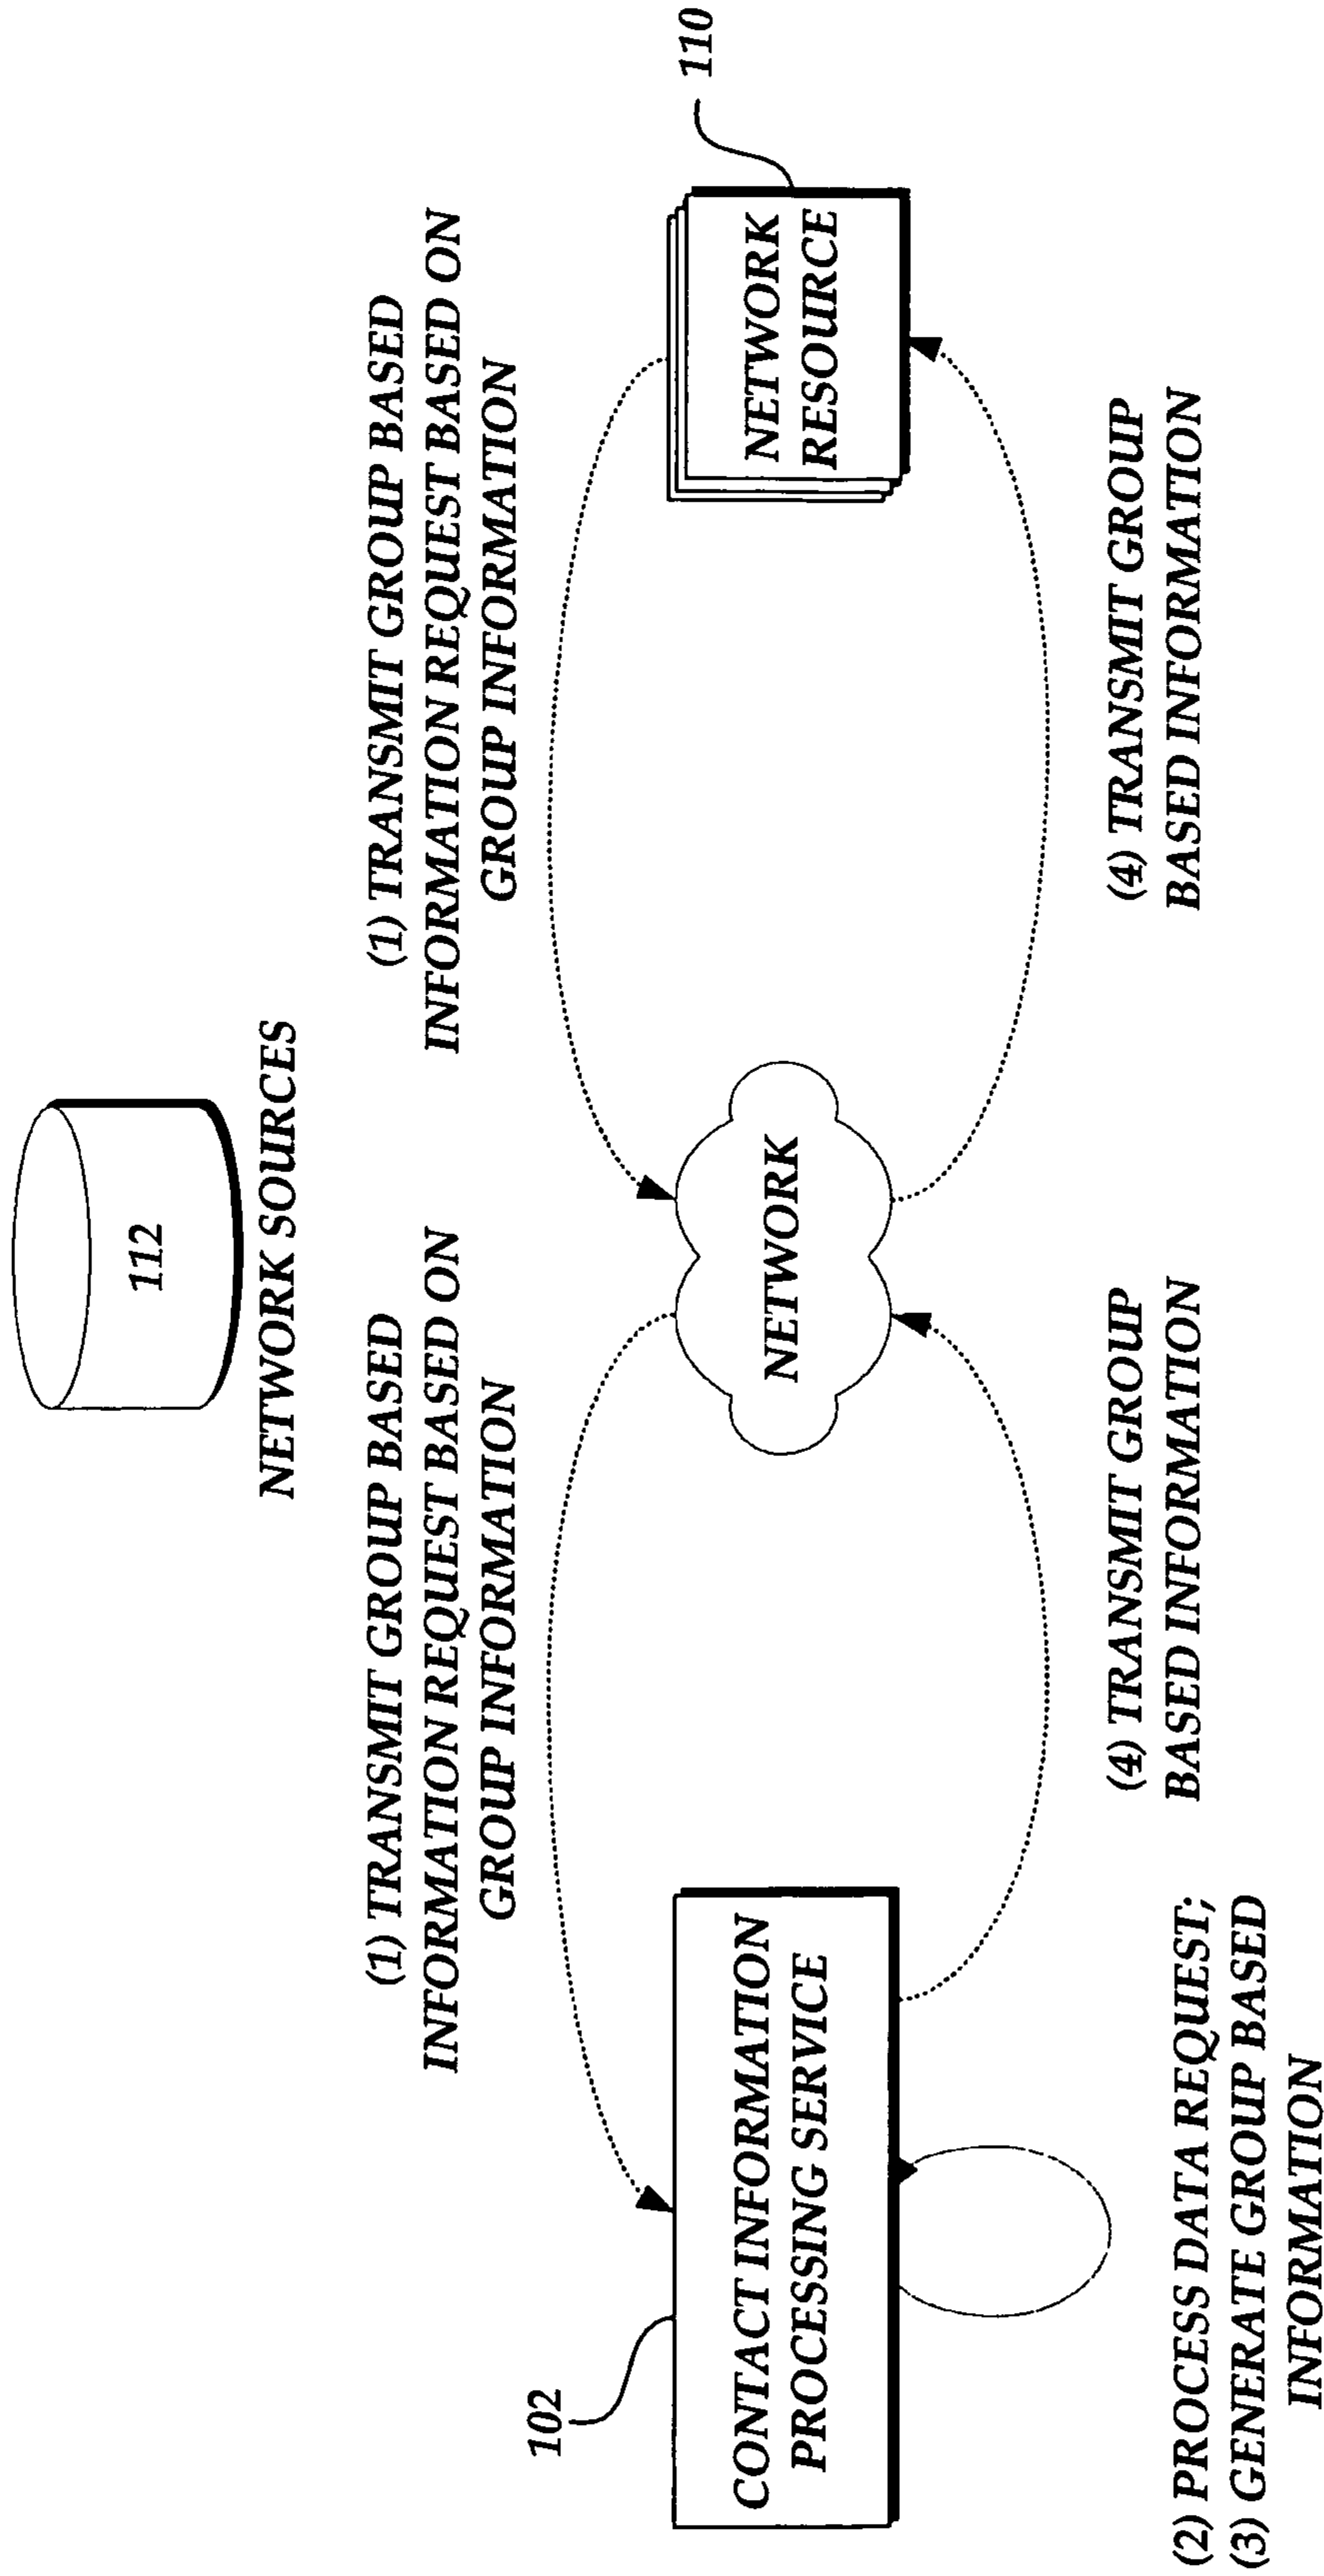 112
NETWORK SOURCES
(1) TRANSMIT GROUP BASED
INFORMATION REQUEST BASED ON
GROUP INFORMATION
(1) TRANSMIT GROUP BASED
INFORMATION REQUEST BASED ON
GROUP INFORMATION
102
CONTACT INFORMATION
PROCESSING SERVICE
NETWORK
110
NETWORK
RESOURCE
(4) TRANSMIT GROUP
BASED INFORMATION
(4) TRANSMIT GROUP
BASED INFORMATION
(2) PROCESS DATA REQUEST;
(3) GENERATE GROUP BASED
INFORMATION